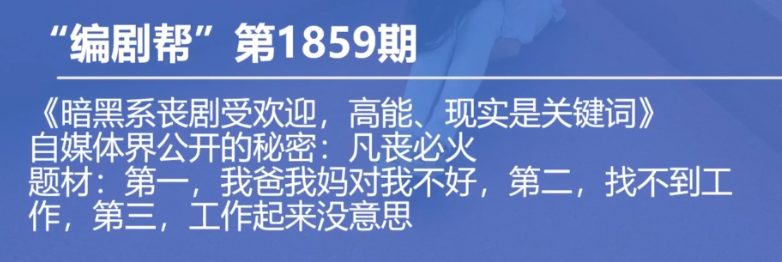 “编剧帮”第1859期
《暗黑系丧剧受欢迎，高能、现实是关键词》
自媒体界公开的秘密：凡丧必火
题材：第一，我爸我妈对我不好，第二，找不到工
作，第三，工作起来没意思